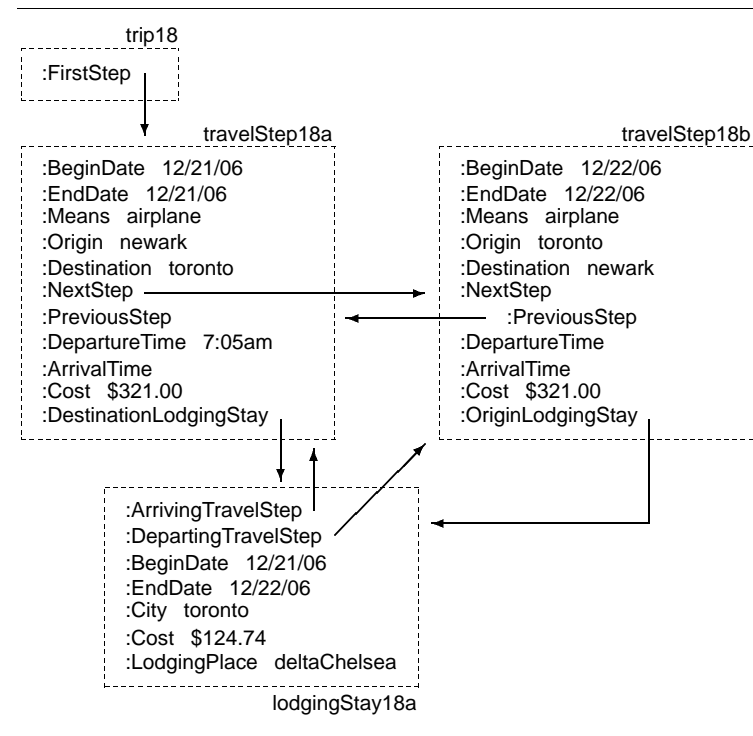 trip18
:FirstStep
travelStep18a
:BeginDate 12/21/06
:EndDate 12/21/06
:Means airplane
:Origin newark
:Destination toronto
:NextStep
:PreviousStep
:DepartureTime 7:05am
:ArrivalTime
:Cost $321.00
:DestinationLodgingStay
travelStep18b
:BeginDate 12/22/06
:EndDate 12/22/06
:Means airplane
:Origin toronto
:Destination newark
:NextStep
:PreviousStep
:DepartureTime
:ArrivalTime
:Cost $321.00
:OriginLodgingStay
:ArrivingTravelStep
:DepartingTravelStep
:BeginDate 12/21/06
:EndDate 12/22/06
:City toronto
:Cost $124.74
:LodgingPlace deltaChelsea
lodgingStay18a